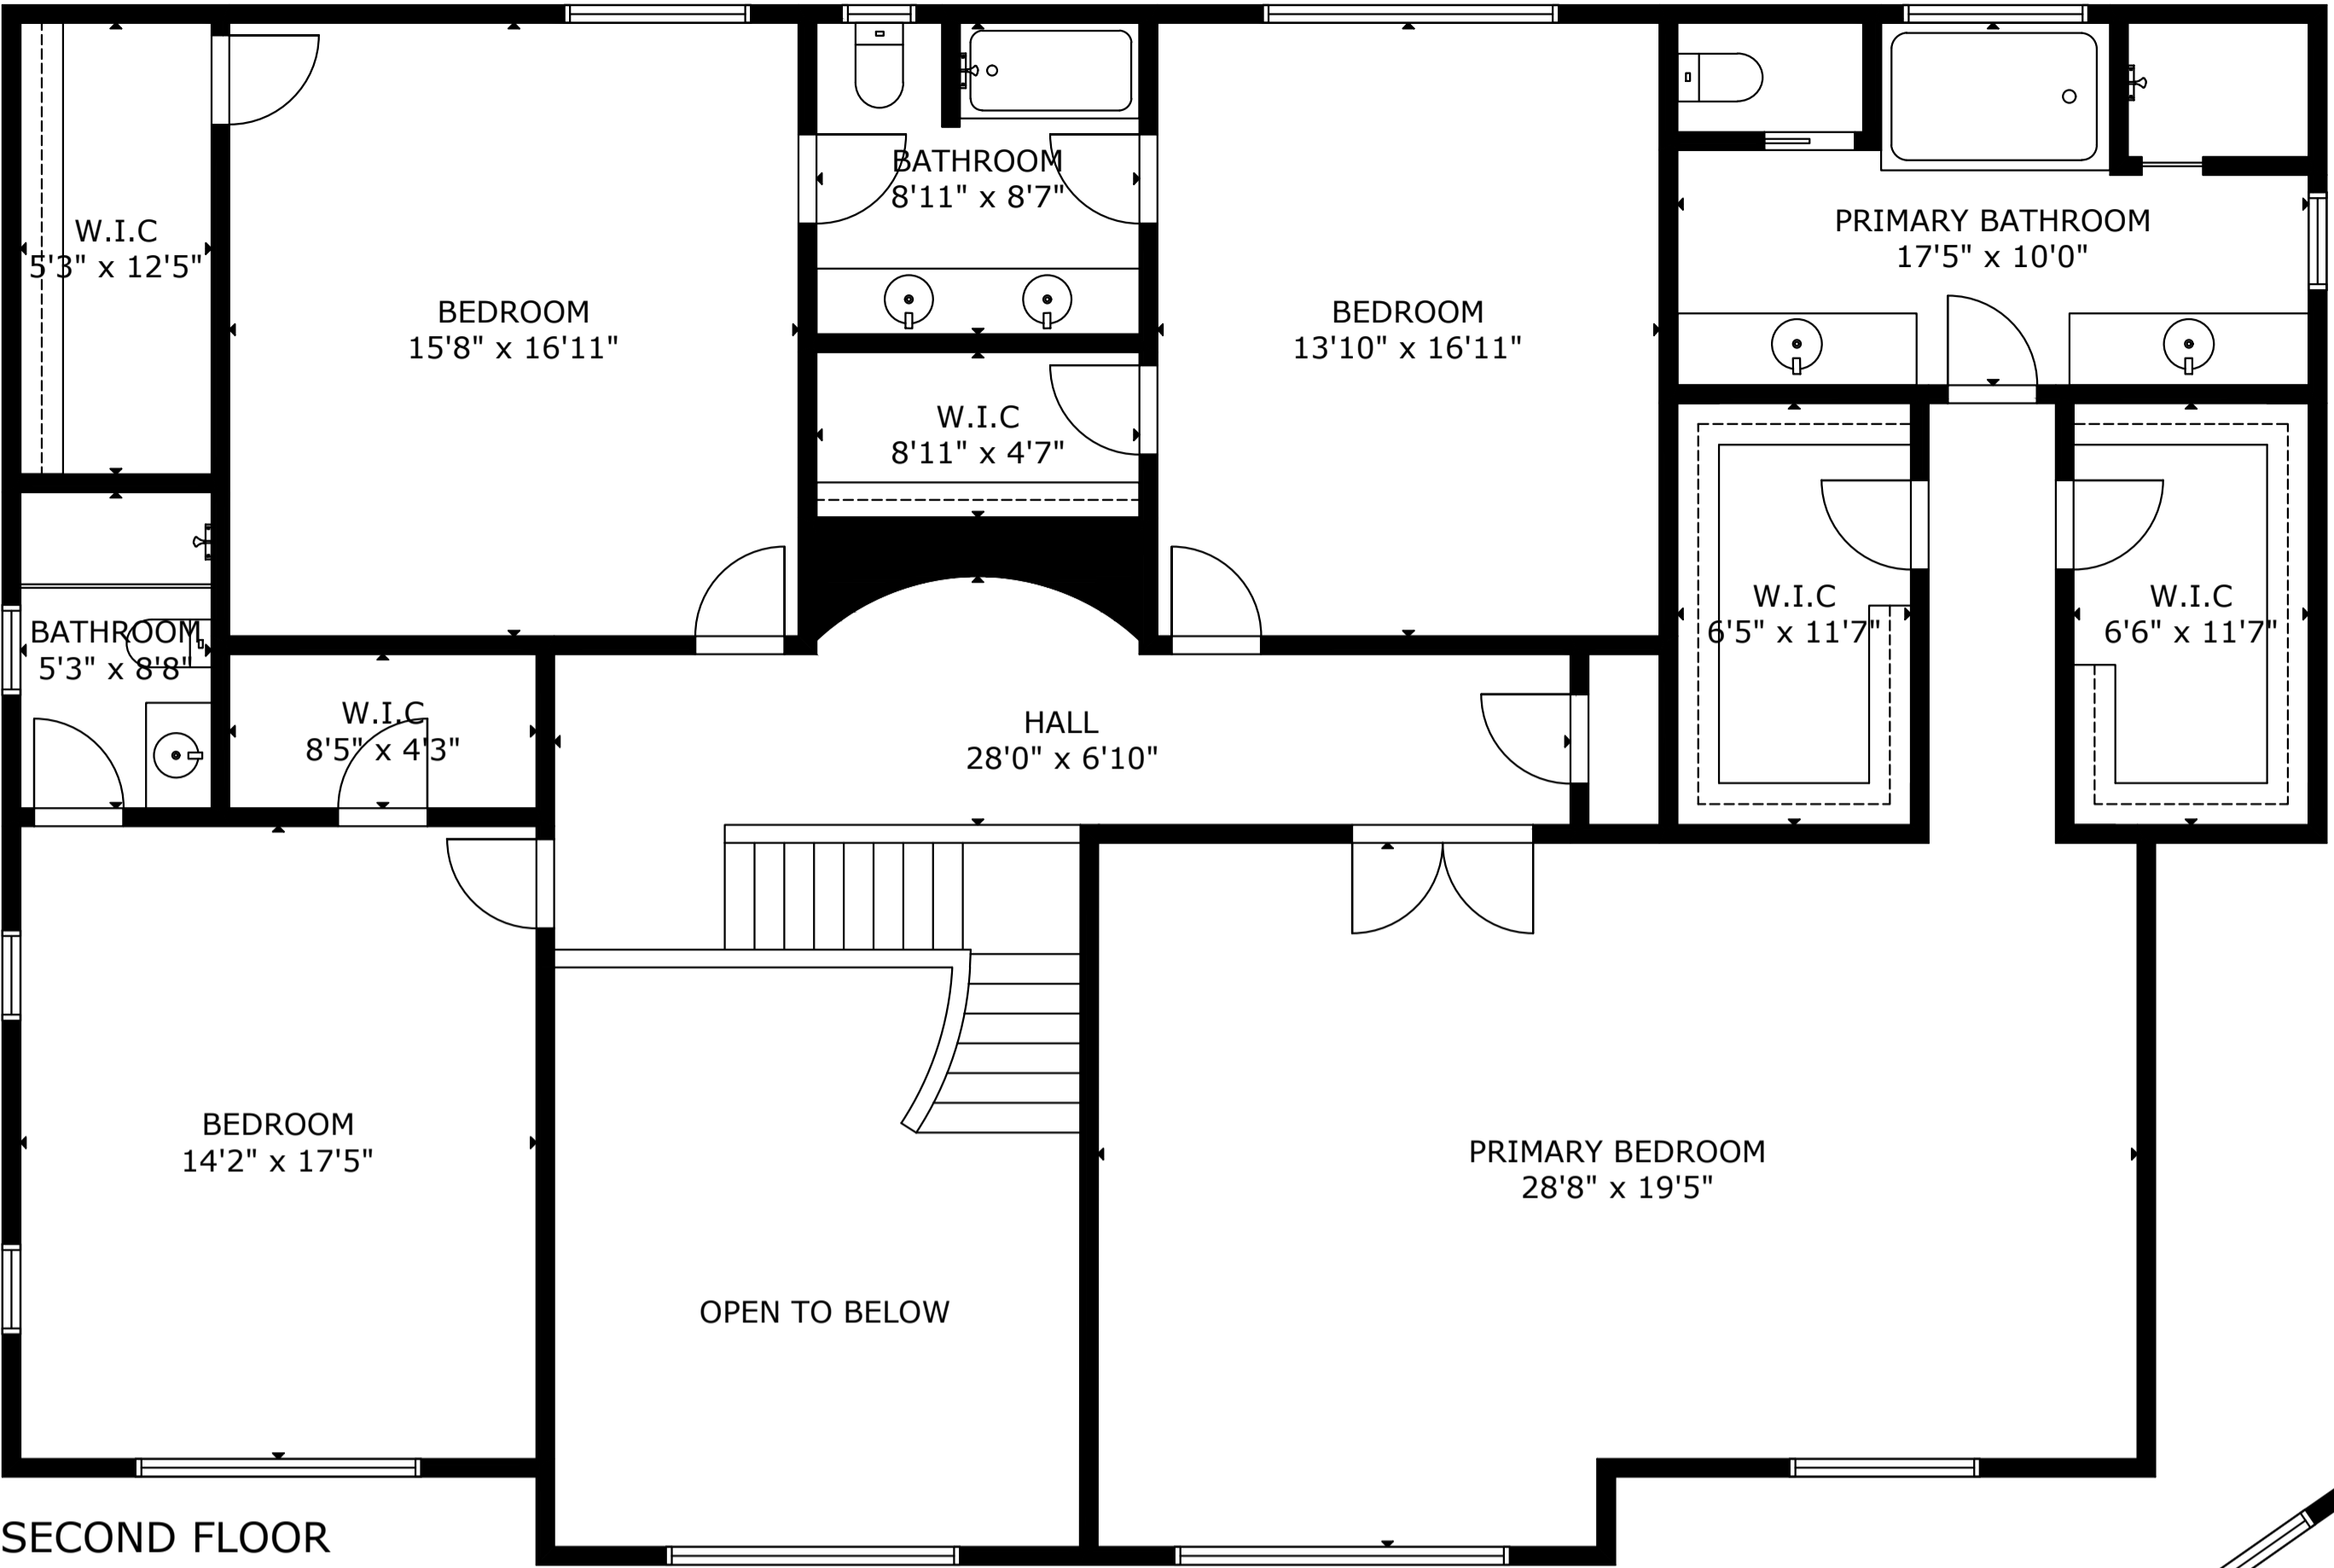 BATHROOM
8'11" x 8'7"
W.I.C
5'3" x 12'5"
PRIMARY BATHROOM
17'5" x 10'0"
BEDROOM
15'8" x 16'11"
BEDROOM
13'10" x 16'11"
W.I.C
8'11" x 4'7"
W.I.C
6'5" x 11'7"
W.I.C
6'6" x 11'7"
BATHROOM
5'3" x 8'8"
W.I.C
8'5" x 4'3"
HALL
28'0" x 6'10"
BEDROOM
14'2" x 17'5"
PRIMARY BEDROOM
28'8" x 19'5"
OPEN TO BELOW
SECOND FLOOR